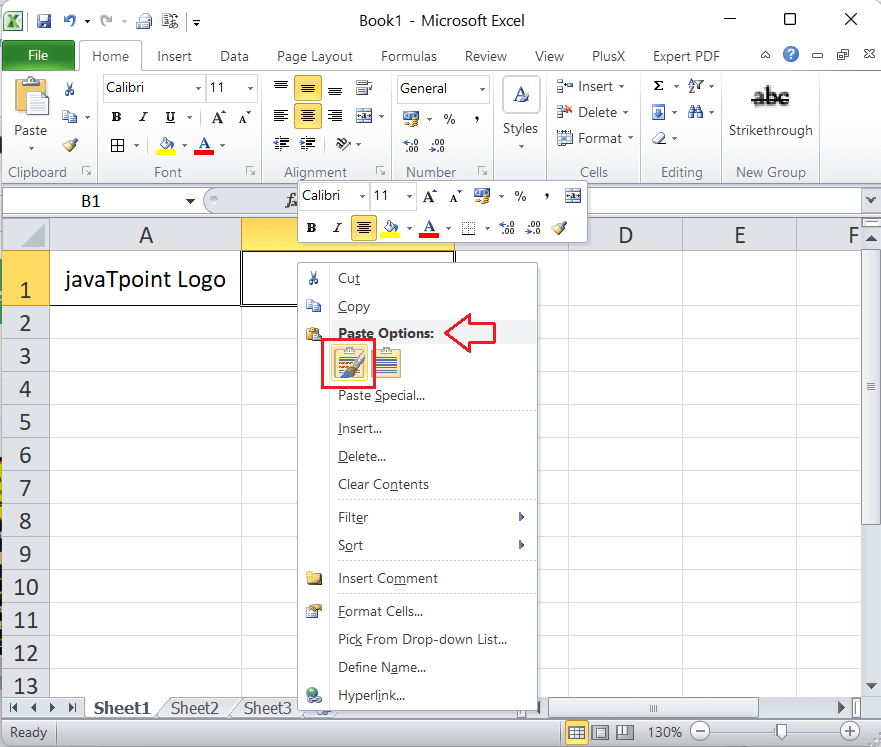 Book1 - Microsoft Excel
File Home Insert Data Page Layout Formulas Review View PlusX Expert PDF
Paste
Clipboard
Calibri 11
B I U A A
A
Font
Alignment
General
% ,
.00 .00
Number
A
Styles
Insert
Delete
Format
Cells
Σ
Editing
abc
Strikethrough
New Group
B1
Calibri 11 A A % ,
B I A
A D E F
1 javaTpoint Logo
2
3
4
5
6
7
8
9
10
11
12
13
Cut
Copy
Paste Options:
Paste Special...
Insert...
Delete...
Clear Contents
Filter
Sort
Insert Comment
Format Cells...
Pick From Drop-down List...
Define Name...
Hyperlink...
Sheet1 Sheet2 Sheet3
Ready 130%